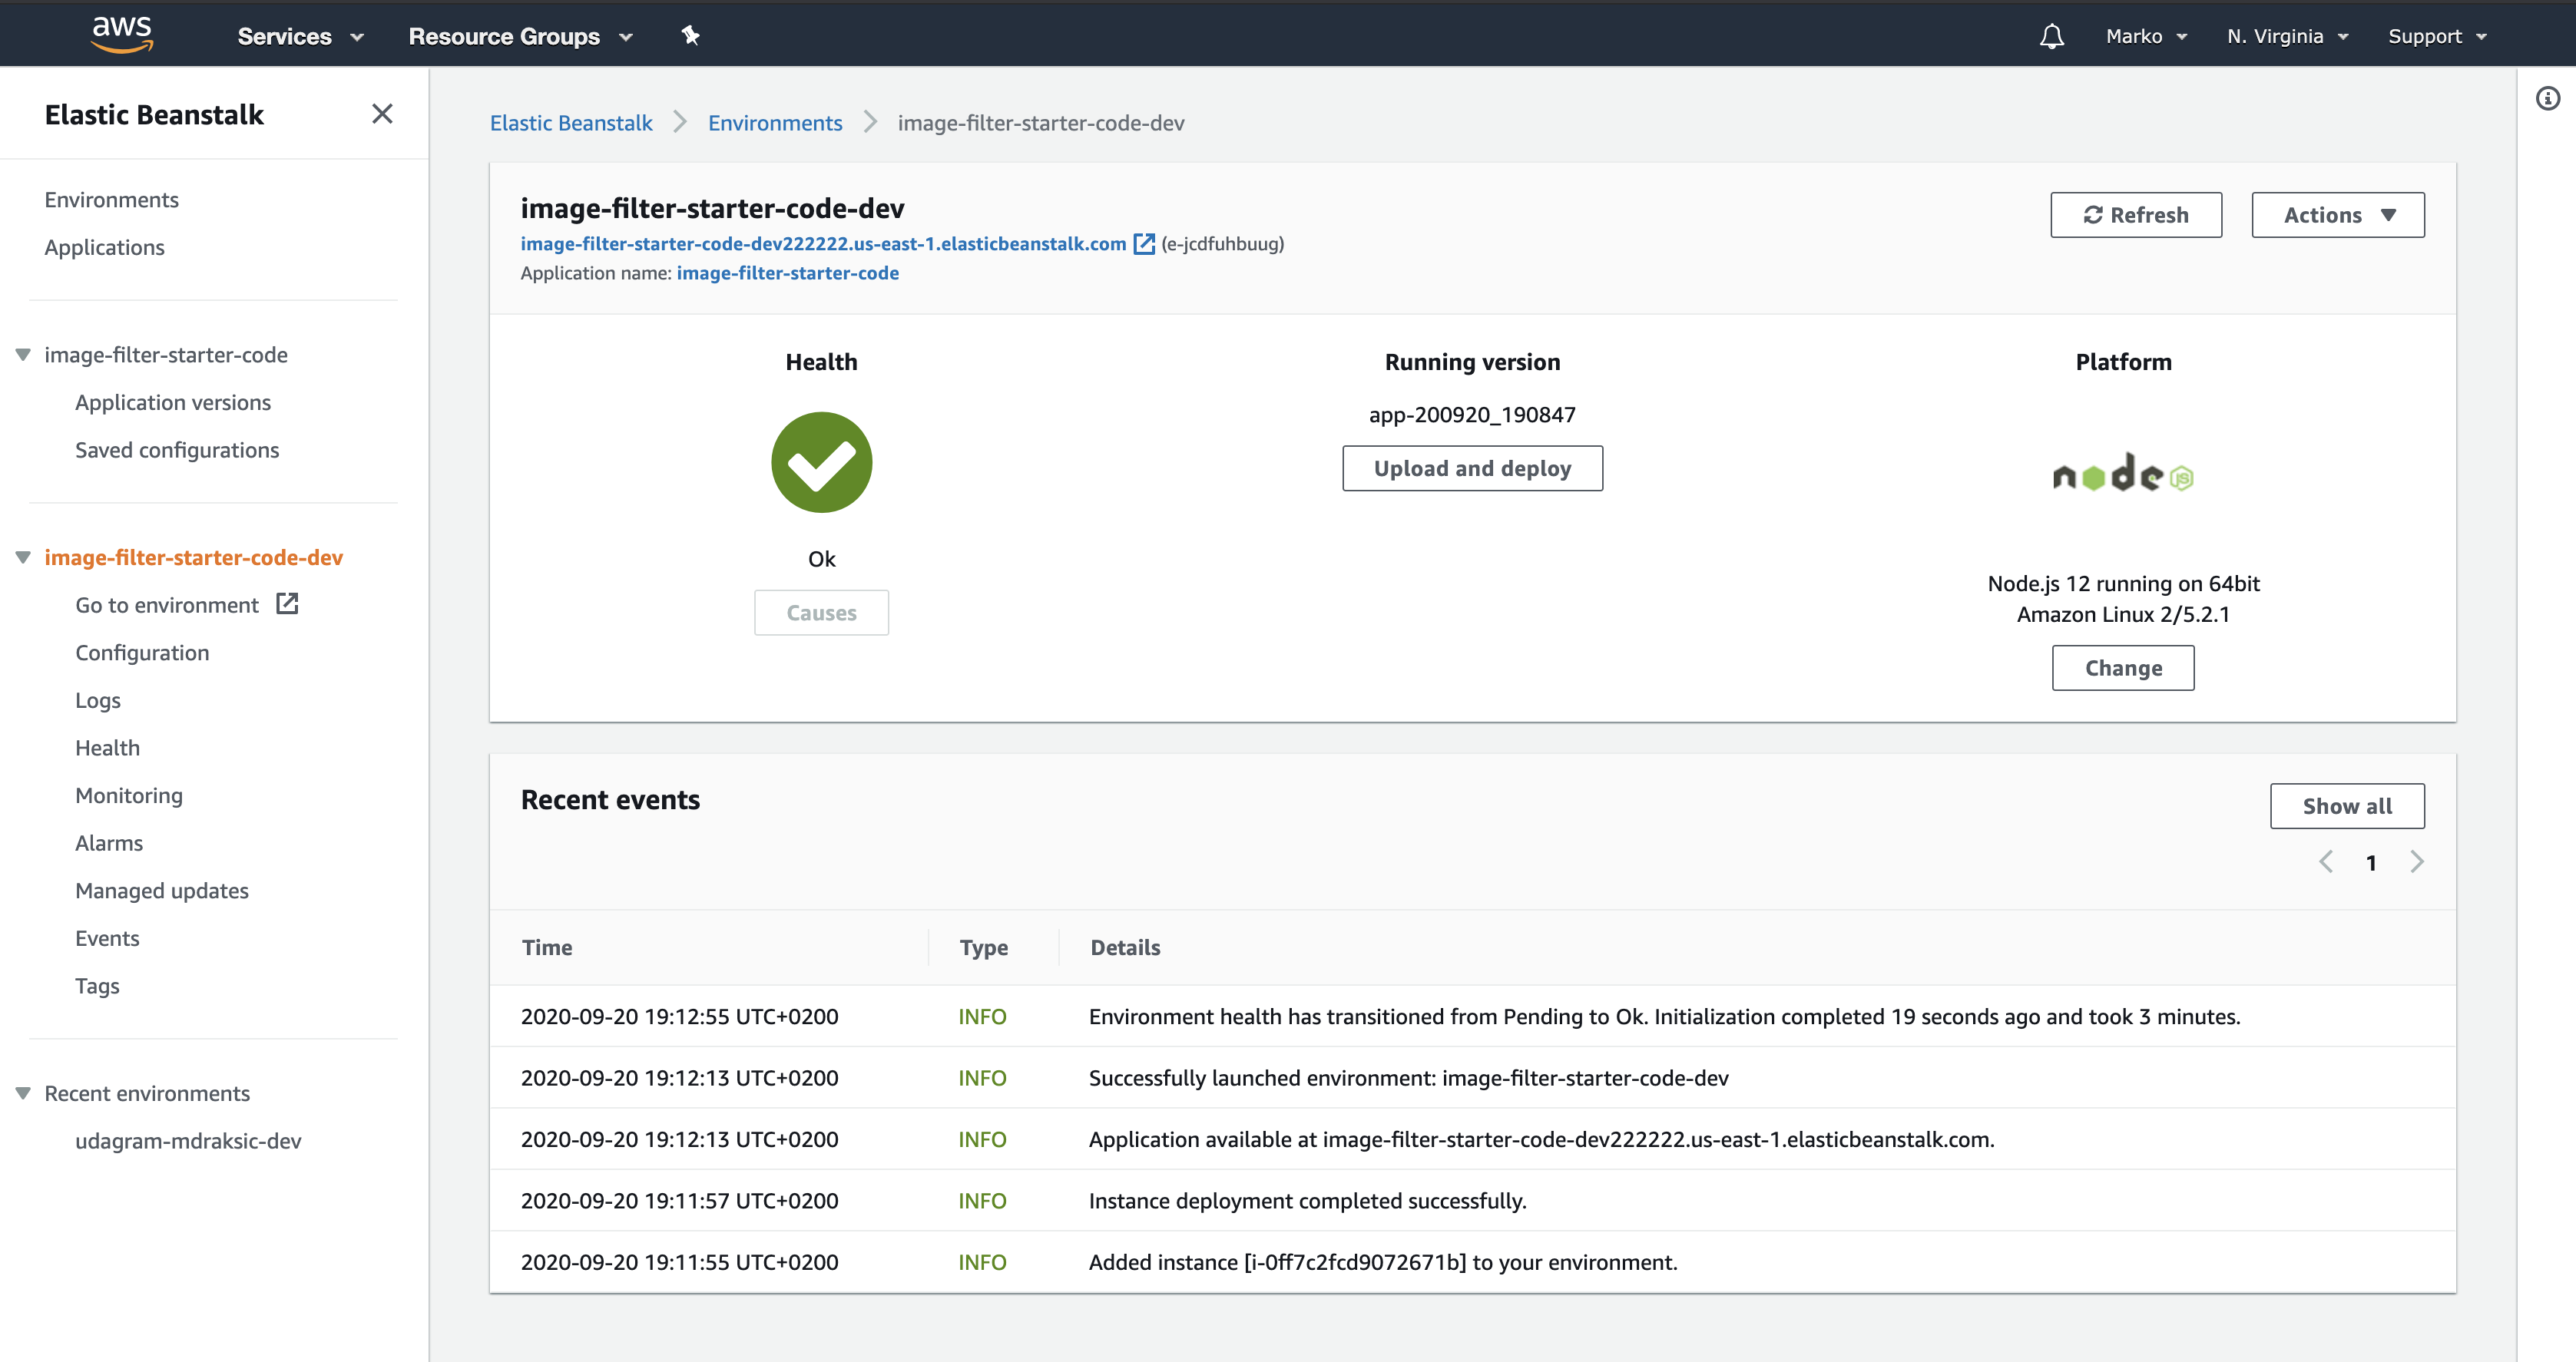 aws Services Resource Groups Marko N. Virginia Support
Elastic Beanstalk
Environments
Applications
image-filter-starter-code
Application versions
Saved configurations
image-filter-starter-code-dev
Go to environment
Configuration
Logs
Health
Monitoring
Alarms
Managed updates
Events
Tags
Recent environments
udagram-mdraksic-dev
Elastic Beanstalk Environments image-filter-starter-code-dev
image-filter-starter-code-dev
image-filter-starter-code-dev222222.us-east-1.elasticbeanstalk.com (e-jcdfuhbuug)
Application name: image-filter-starter-code
Refresh Actions
Health
Ok
Causes
Running version
app-200920_190847
Upload and deploy
Platform
node JS
Node.js 12 running on 64bit
Amazon Linux 2/5.2.1
Change
Recent events
Show all
1
Time Type Details
2020-09-20 19:12:55 UTC+0200 INFO Environment health has transitioned from Pending to Ok. Initialization completed 19 seconds ago and took 3 minutes.
2020-09-20 19:12:13 UTC+0200 INFO Successfully launched environment: image-filter-starter-code-dev
2020-09-20 19:12:13 UTC+0200 INFO Application available at image-filter-starter-code-dev222222.us-east-1.elasticbeanstalk.com.
2020-09-20 19:11:57 UTC+0200 INFO Instance deployment completed successfully.
2020-09-20 19:11:55 UTC+0200 INFO Added instance [i-0ff7c2fcd9072671b] to your environment.